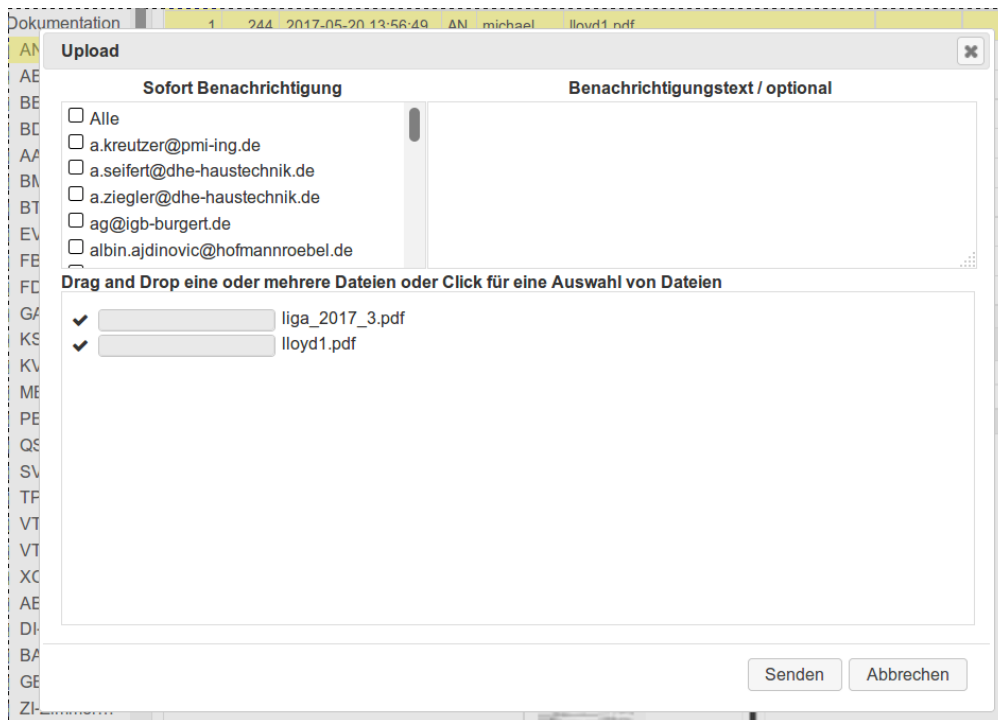 Dokumentation
1 244 2017-05-20 13:56:49 AN michael lloyd1.pdf
Upload
Sofort Benachrichtigung
Benachrichtigungstext / optional
Alle
a.kreutzer@pmi-ing.de
a.seifert@dhe-haustechnik.de
a.ziegler@dhe-haustechnik.de
ag@igb-burgert.de
albin.ajdinovic@hofmannroebel.de
Drag and Drop eine oder mehrere Dateien oder Click für eine Auswahl von Dateien
liga_2017_3.pdf
lloyd1.pdf
Senden
Abbrechen
AN
AE
BE
BD
AA
BM
BT
EV
FB
FD
GA
KS
KV
ME
PE
QS
SV
TP
VT
VT
XC
AE
DI-
BA
GE